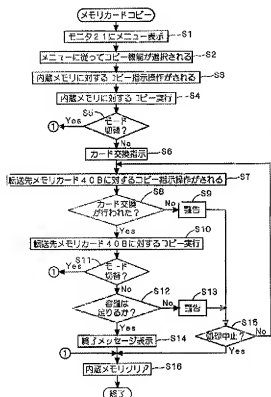 メモリカードコピー
モニタ21にメニュー表示
S1
メニューに従ってコピー機能が選択される
S2
内蔵メモリに対するコピー指示操作がされる
S3
内蔵メモリに対するコピー実行
S4
モード切替?
S5
Yes
①
No
カード交換指示
S6
転送先メモリカード40Bに対するコピー指示操作がされる
S7
カード交換が行われた?
S8
No
警告
S9
Yes
転送先メモリカード40Bに対するコピー実行
S10
モード切替?
S11
Yes
①
No
容量は足りるか?
S12
No
警告
S13
Yes
終了メッセージ表示
S14
処理中止?
S15
No
Yes
①
内蔵メモリクリア
S16
終了